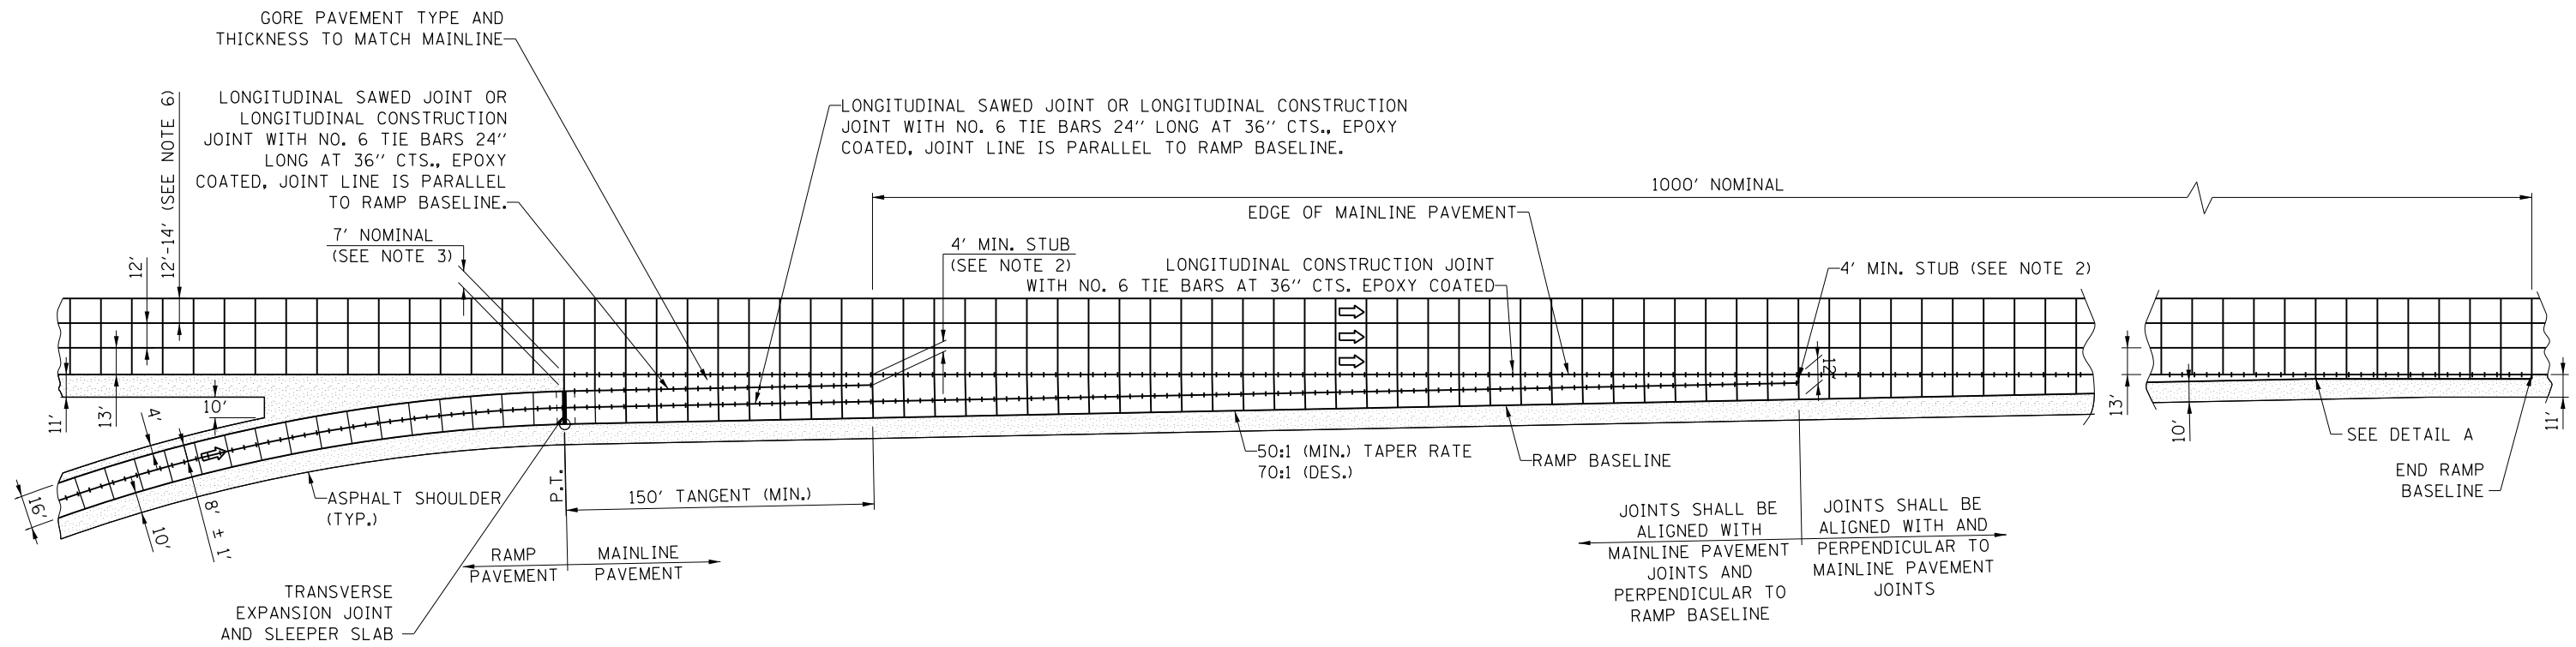 GORE PAVEMENT TYPE AND
THICKNESS TO MATCH MAINLINE
12'-14' (SEE NOTE 6)
12'
LONGITUDINAL SAWED JOINT OR
LONGITUDINAL CONSTRUCTION
JOINT WITH NO. 6 TIE BARS 24"
LONG AT 36" CTS., EPOXY
COATED, JOINT LINE IS PARALLEL
TO RAMP BASELINE.
LONGITUDINAL SAWED JOINT OR LONGITUDINAL CONSTRUCTION
JOINT WITH NO. 6 TIE BARS 24" LONG AT 36" CTS., EPOXY
COATED, JOINT LINE IS PARALLEL TO RAMP BASELINE.
1000' NOMINAL
EDGE OF MAINLINE PAVEMENT
7' NOMINAL
(SEE NOTE 3)
4' MIN. STUB
(SEE NOTE 2)
LONGITUDINAL CONSTRUCTION JOINT
WITH NO. 6 TIE BARS AT 36" CTS. EPOXY COATED
4' MIN. STUB (SEE NOTE 2)
12'
11'
13'
4'
10'
13'
10'
11'
16'
10'
8' ± 1'
ASPHALT SHOULDER
(TYP.)
P.T.
150' TANGENT (MIN.)
50:1 (MIN.) TAPER RATE
70:1 (DES.)
RAMP BASELINE
SEE DETAIL A
END RAMP
BASELINE
RAMP
PAVEMENT
MAINLINE
PAVEMENT
TRANSVERSE
EXPANSION JOINT
AND SLEEPER SLAB
JOINTS SHALL BE
ALIGNED WITH
MAINLINE PAVEMENT
JOINTS AND
PERPENDICULAR TO
RAMP BASELINE
JOINTS SHALL BE
ALIGNED WITH AND
PERPENDICULAR TO
MAINLINE PAVEMENT
JOINTS